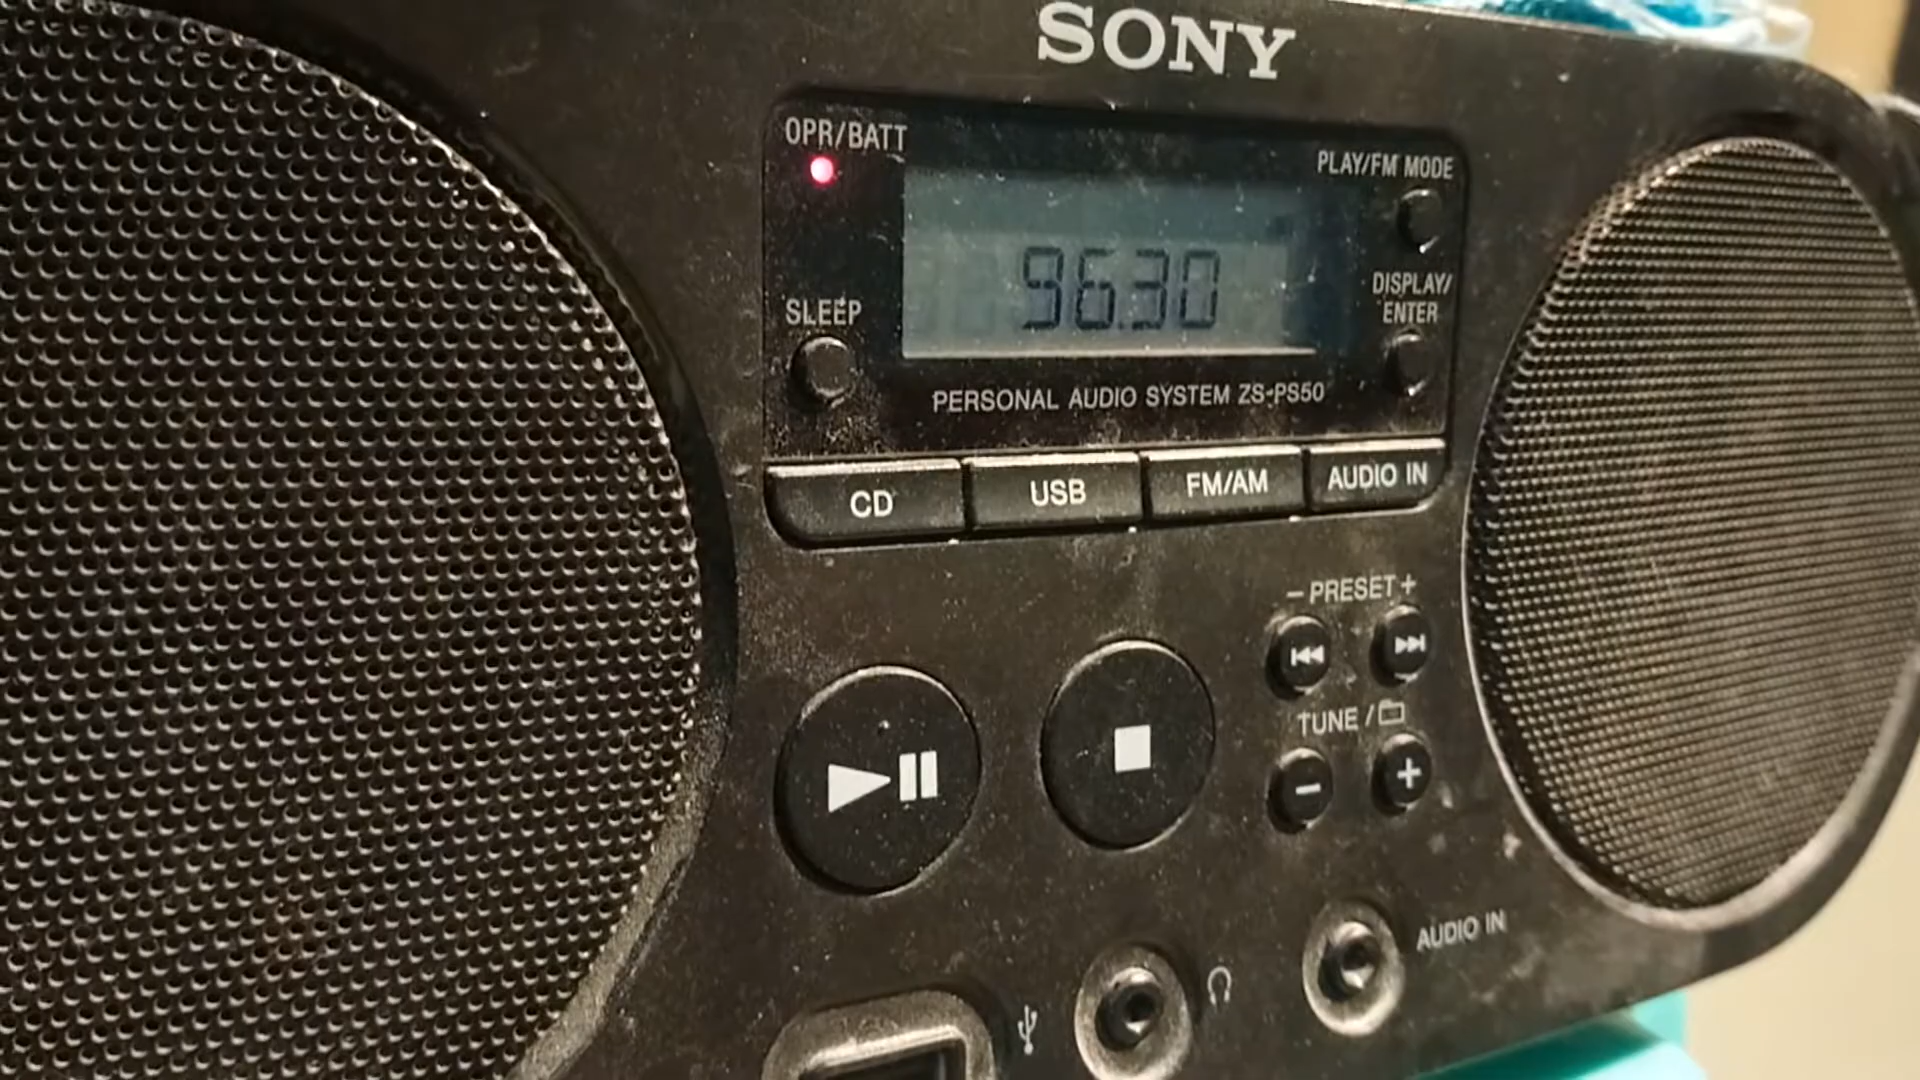 SONY
OPR/BATT
PLAY/FM MODE
96.30
DISPLAY/
ENTER
SLEEP
PERSONAL AUDIO SYSTEM ZS-PS50
CD
USB
FM/AM
AUDIO IN
– PRESET +
TUNE /
AUDIO IN